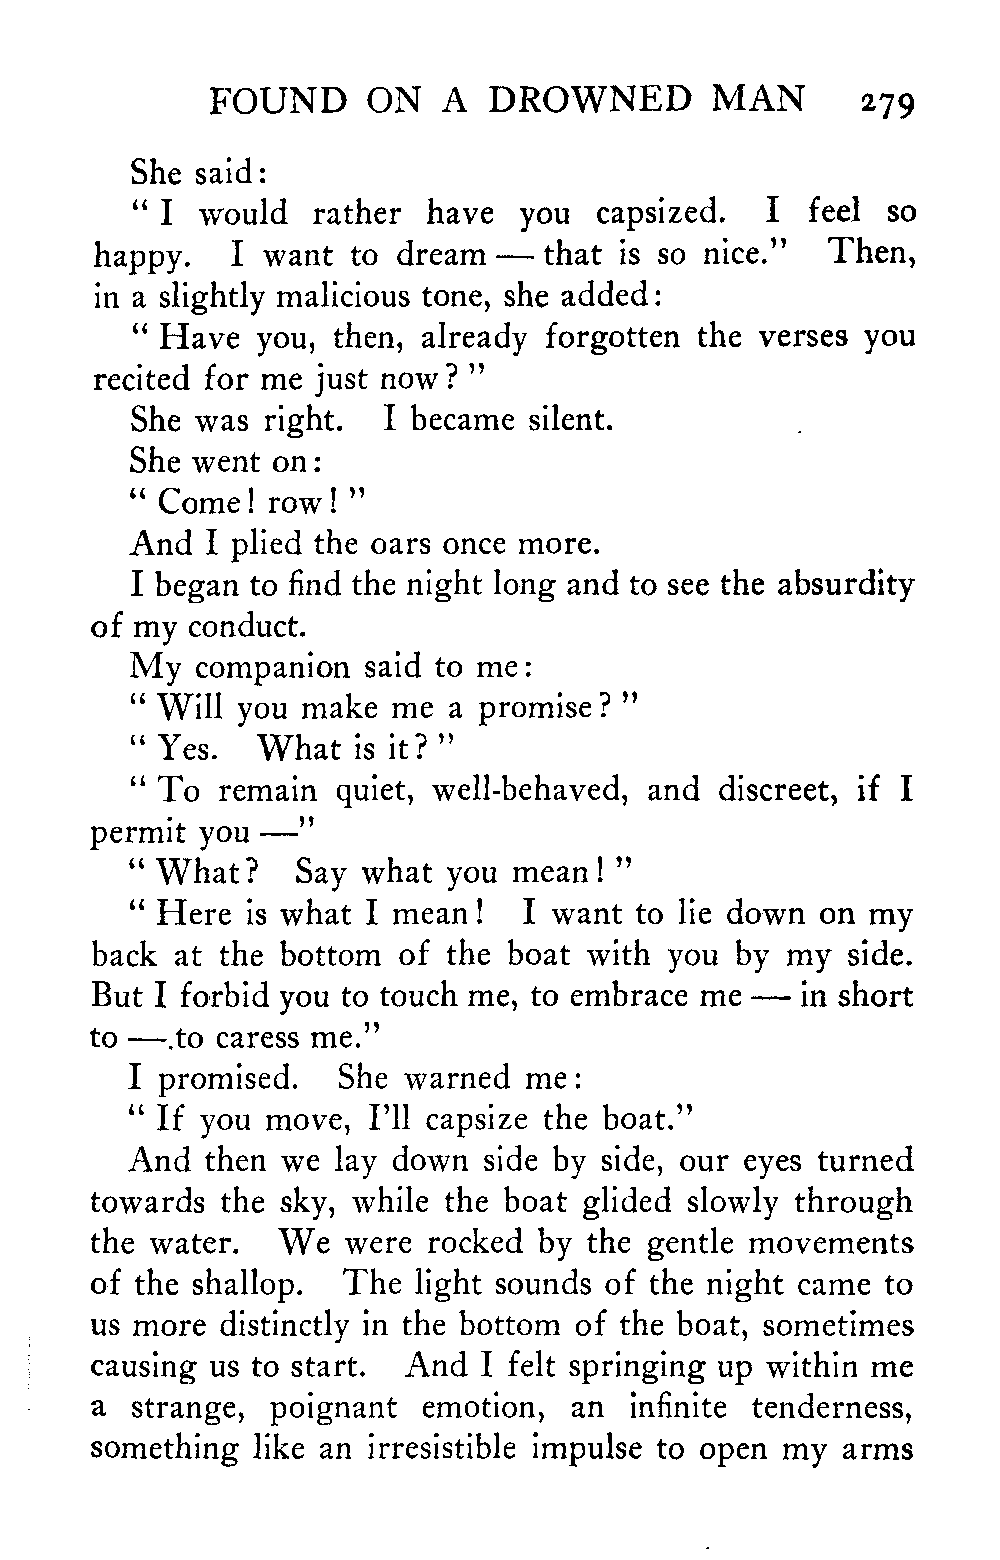 FOUND ON A DROWNED MAN 279
She said:
“ I would rather have you capsized. I feel so
happy. I want to dream — that is so nice.” Then,
in a slightly malicious tone, she added:
“ Have you, then, already forgotten the verses you
recited for me just now? ”
She was right. I became silent.
She went on:
“ Come! row! ”
And I plied the oars once more.
I began to find the night long and to see the absurdity
of my conduct.
My companion said to me:
“ Will you make me a promise? ”
“ Yes. What is it? ”
“ To remain quiet, well-behaved, and discreet, if I
permit you —”
“ What? Say what you mean! ”
“ Here is what I mean! I want to lie down on my
back at the bottom of the boat with you by my side.
But I forbid you to touch me, to embrace me — in short
to —.to caress me.”
I promised. She warned me:
“ If you move, I’ll capsize the boat.”
And then we lay down side by side, our eyes turned
towards the sky, while the boat glided slowly through
the water. We were rocked by the gentle movements
of the shallop. The light sounds of the night came to
us more distinctly in the bottom of the boat, sometimes
causing us to start. And I felt springing up within me
a strange, poignant emotion, an infinite tenderness,
something like an irresistible impulse to open my arms